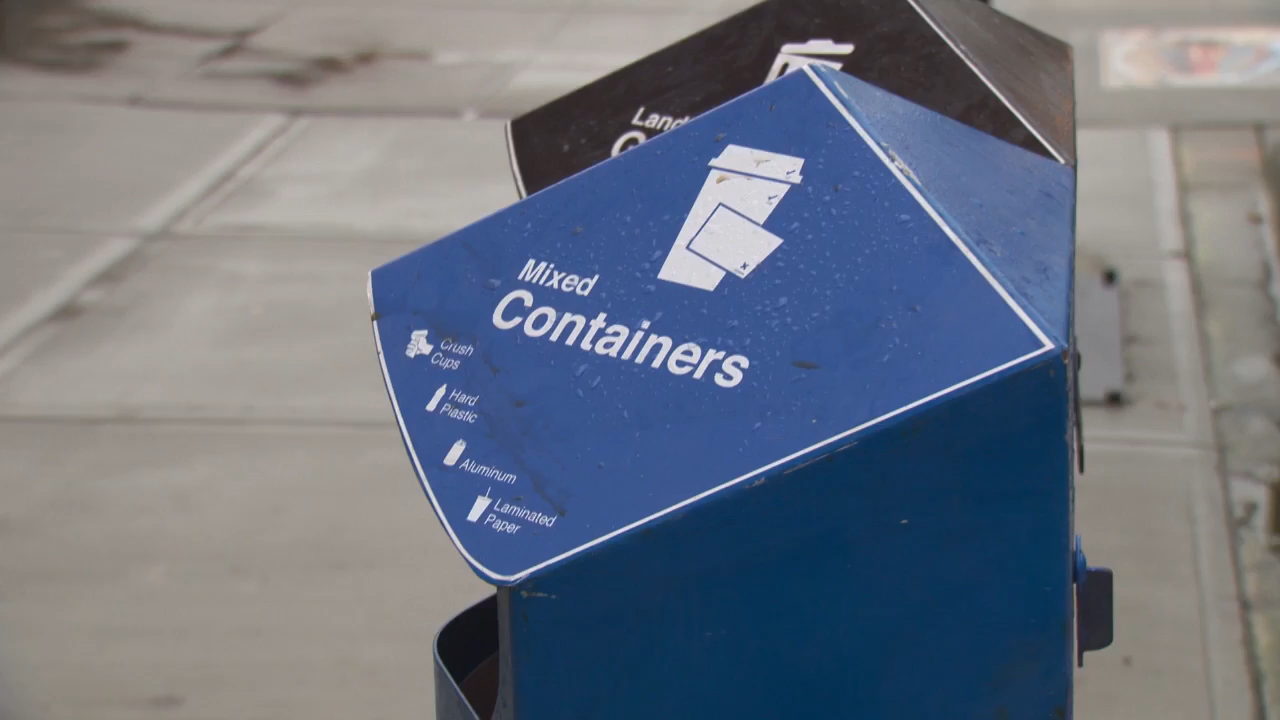 Mixed
Containers
Crush
Cups
Hard
Plastic
Aluminum
Laminated
Paper